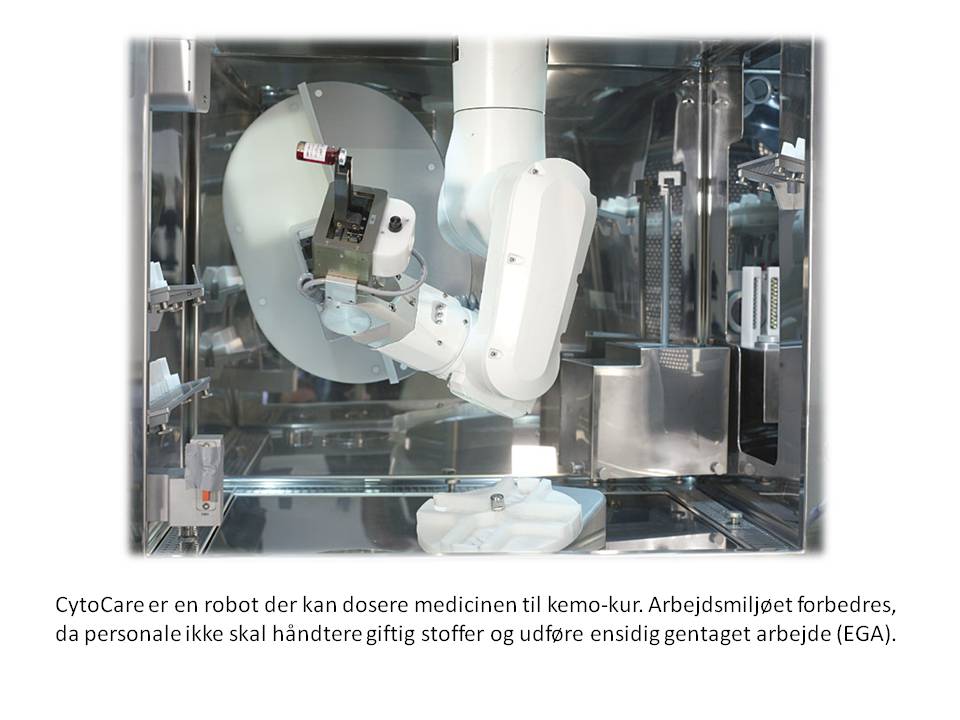 CytoCare er en robot der kan dosere medicinen til kemo-kur. Arbejdsmiljøet forbedres,
da personale ikke skal håndtere giftig stoffer og udføre ensidig gentaget arbejde (EGA).